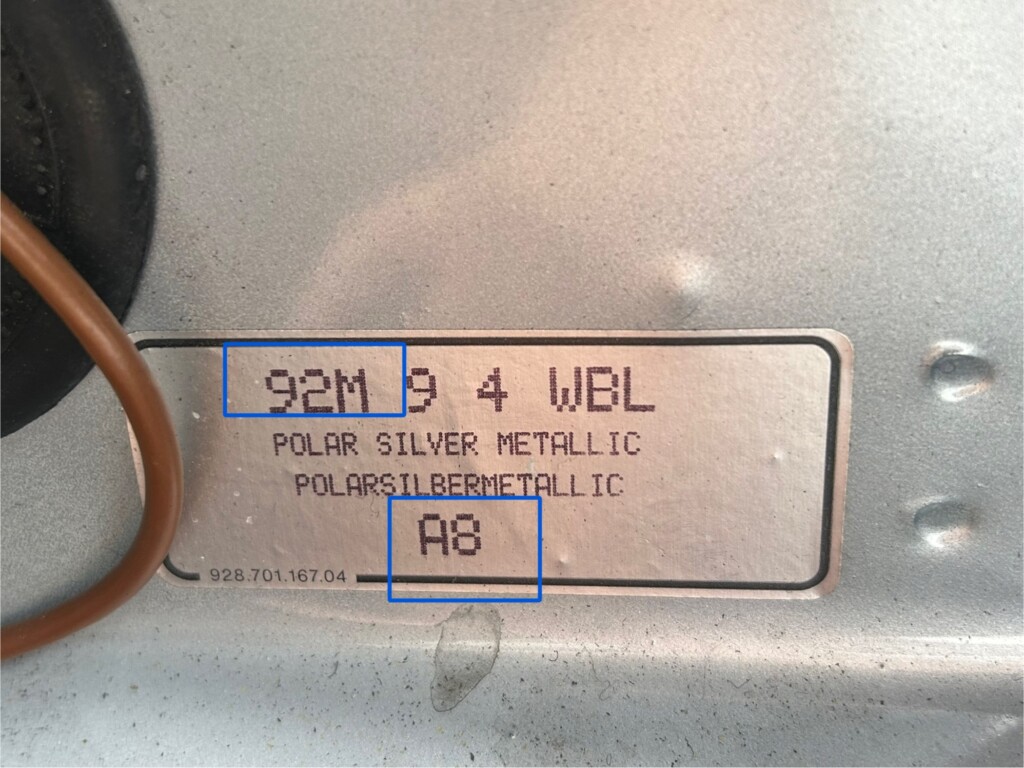 92M 9 4 WBL
POLAR SILVER METALLIC
POLARSILBERMETALLIC
A8
928.701.167.04